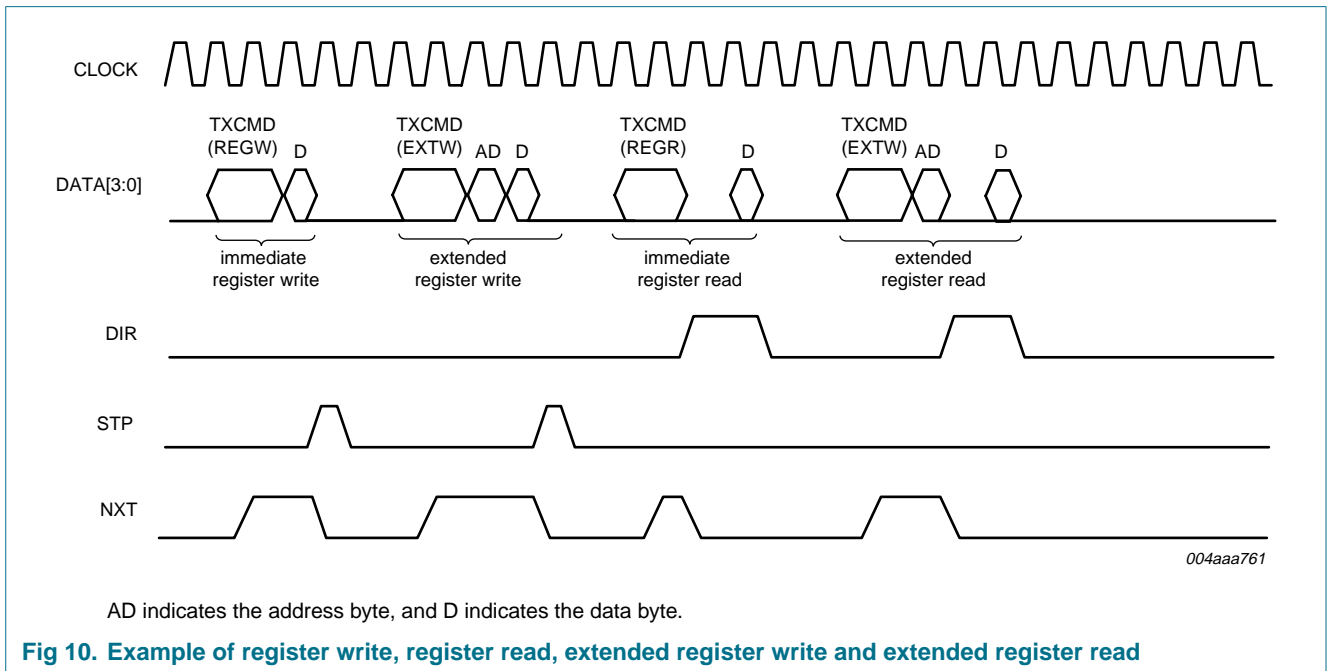 CLOCK
TXCMD TXCMD TXCMD TXCMD
(REGW) D (EXTW) AD D (REGR) D (EXTW) AD D
DATA[3:0]
immediate extended immediate extended
register write register write register read register read
DIR
STP
NXT
004aaa761
AD indicates the address byte, and D indicates the data byte.
Fig 10. Example of register write, register read, extended register write and extended register read